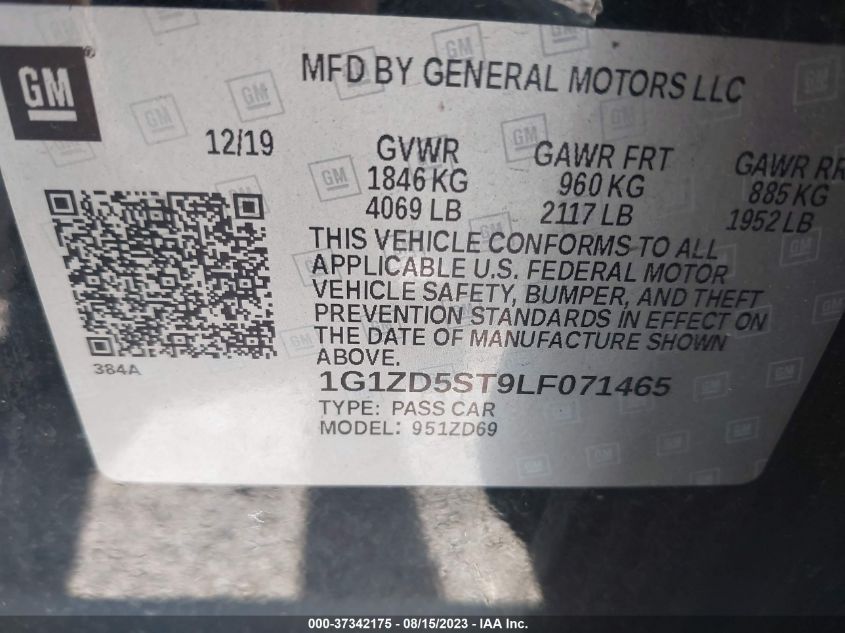 GM
®
MFD BY GENERAL MOTORS LLC
12/19
GVWR
1846 KG
4069 LB
GAWR FRT
960 KG
2117 LB
GAWR RR
885 KG
1952 LB
THIS VEHICLE CONFORMS TO ALL
APPLICABLE U.S. FEDERAL MOTOR
VEHICLE SAFETY, BUMPER, AND THEFT
PREVENTION STANDARDS IN EFFECT ON
THE DATE OF MANUFACTURE SHOWN
ABOVE.
384A
1G1ZD5ST9LF071465
TYPE: PASS CAR
MODEL: 951ZD69
000-37342175 - 08/15/2023 - IAA Inc.